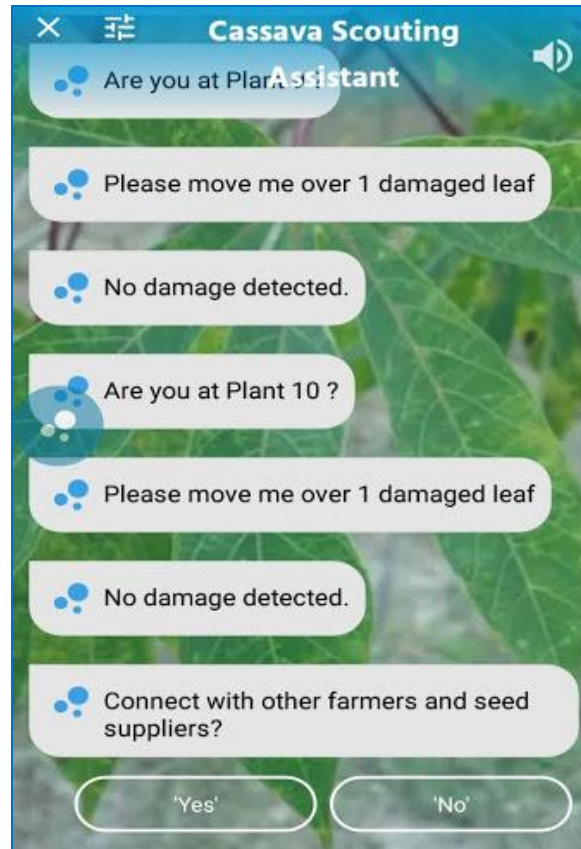 Cassava Scouting
Assistant
Are you at Plant
Please move me over 1 damaged leaf
No damage detected.
Are you at Plant 10 ?
Please move me over 1 damaged leaf
No damage detected.
Connect with other farmers and seed
suppliers?
'Yes'
'No'